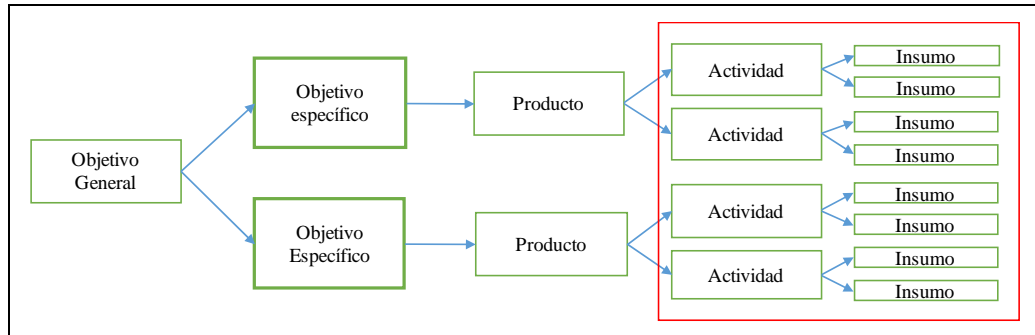 Objetivo
General
Objetivo
específico
Objetivo
Específico
Producto
Producto
Actividad
Actividad
Actividad
Actividad
Insumo
Insumo
Insumo
Insumo
Insumo
Insumo
Insumo
Insumo